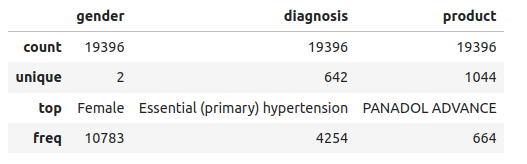 gender diagnosis product
count 19396 19396 19396
unique 2 642 1044
top Female Essential (primary) hypertension PANADOL ADVANCE
freq 10783 4254 664